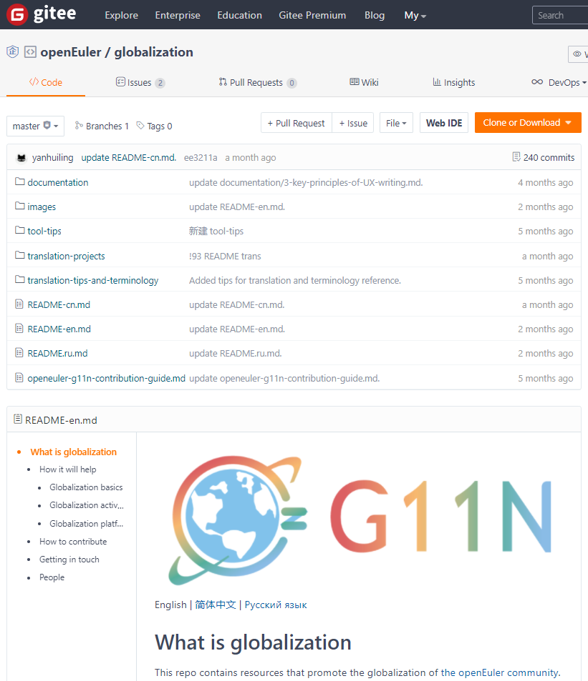 gitee Explore Enterprise Education Gitee Premium Blog My Search
openEuler / globalization
Code Issues 2 Pull Requests 0 Wiki Insights DevOps
master Branches 1 Tags 0 + Pull Request + Issue File Web IDE Clone or Download
yanhuiling update README-cn.md. ee3211a a month ago 240 commits
documentation update documentation/3-key-principles-of-UX-writing.md. 4 months ago
images update README-en.md. 2 months ago
tool-tips 新建 tool-tips 5 months ago
translation-projects !93 README trans a month ago
translation-tips-and-terminology Added tips for translation and terminology reference. 5 months ago
README-cn.md update README-cn.md. a month ago
README-en.md update README-en.md. 2 months ago
README.ru.md update README.ru.md. 2 months ago
openeuler-g11n-contribution-guide.md update openeuler-g11n-contribution-guide.md. 5 months ago
README-en.md
What is globalization
How it will help
Globalization basics
Globalization activ...
Globalization platf...
How to contribute
Getting in touch
People
G11N
English | 简体中文 | Русский язык
What is globalization
This repo contains resources that promote the globalization of the openEuler community.